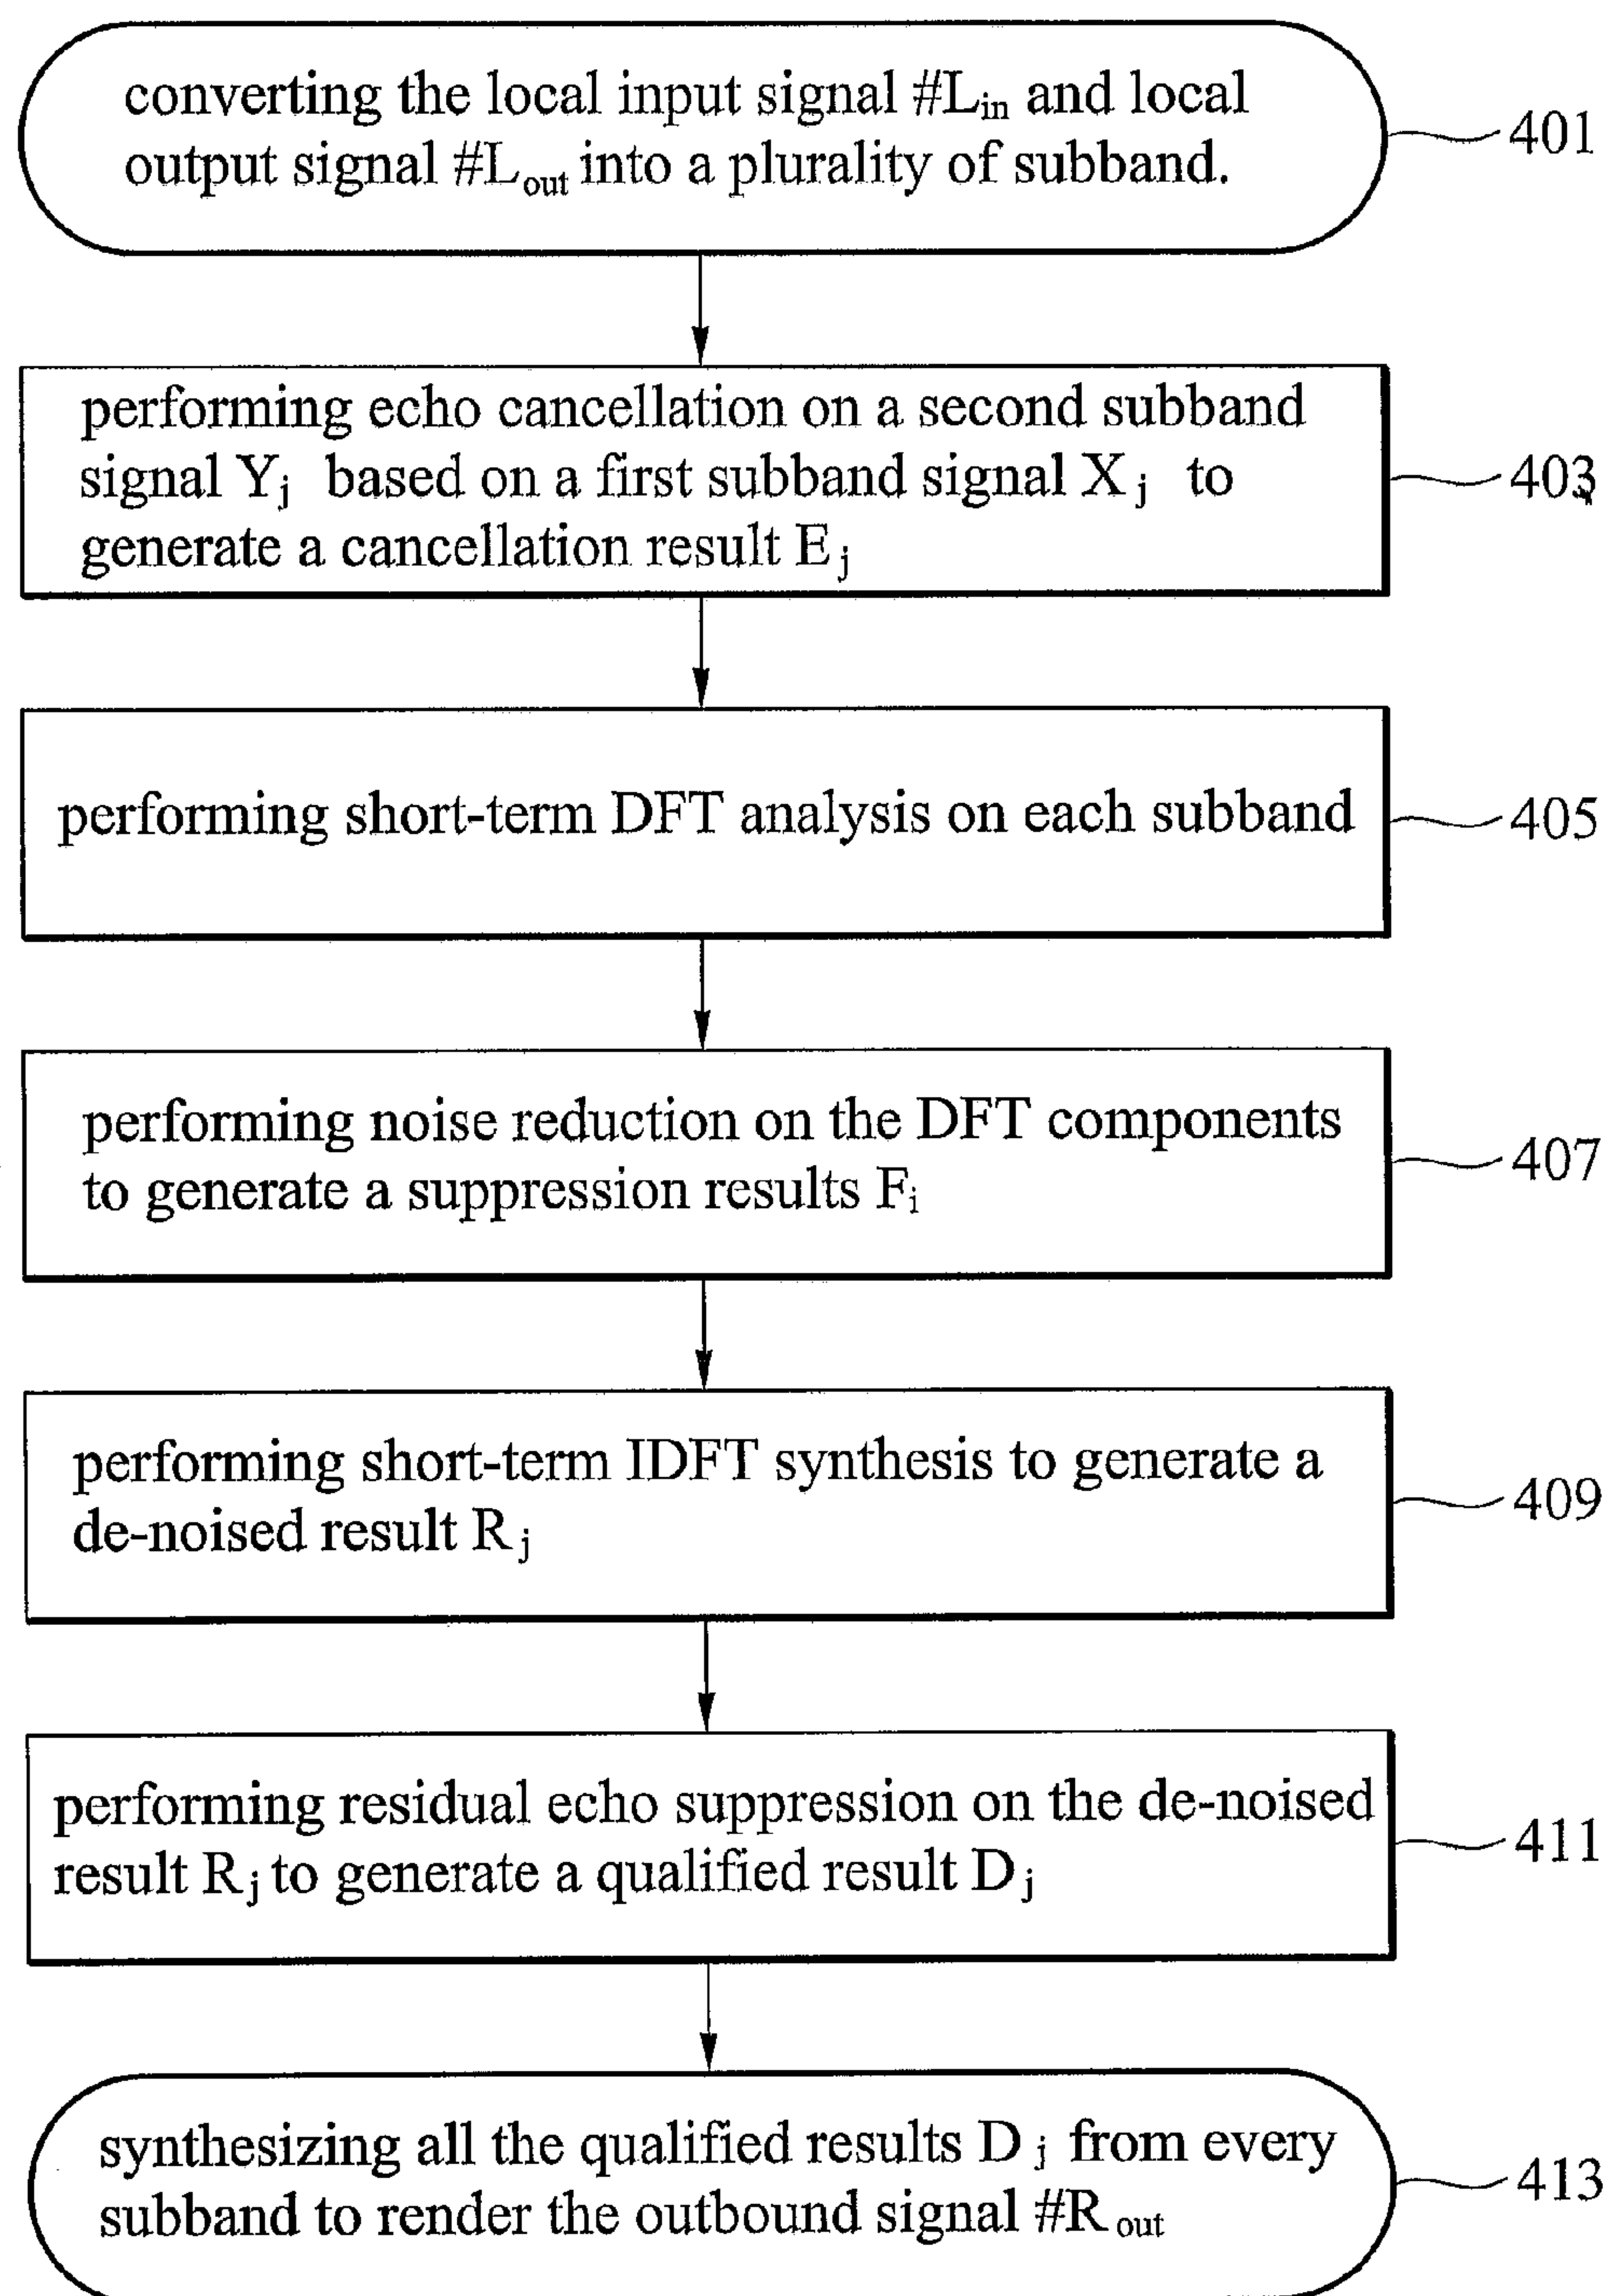 converting the local input signal #Lin and local
output signal #Lout into a plurality of subband.
401
performing echo cancellation on a second subband
signal Yj based on a first subband signal Xj to
generate a cancellation result Ej
403
performing short-term DFT analysis on each subband
405
performing noise reduction on the DFT components
to generate a suppression results Fi
407
performing short-term IDFT synthesis to generate a
de-noised result Rj
409
performing residual echo suppression on the de-noised
result Rj to generate a qualified result Dj
411
synthesizing all the qualified results Dj from every
subband to render the outbound signal #Rout
413